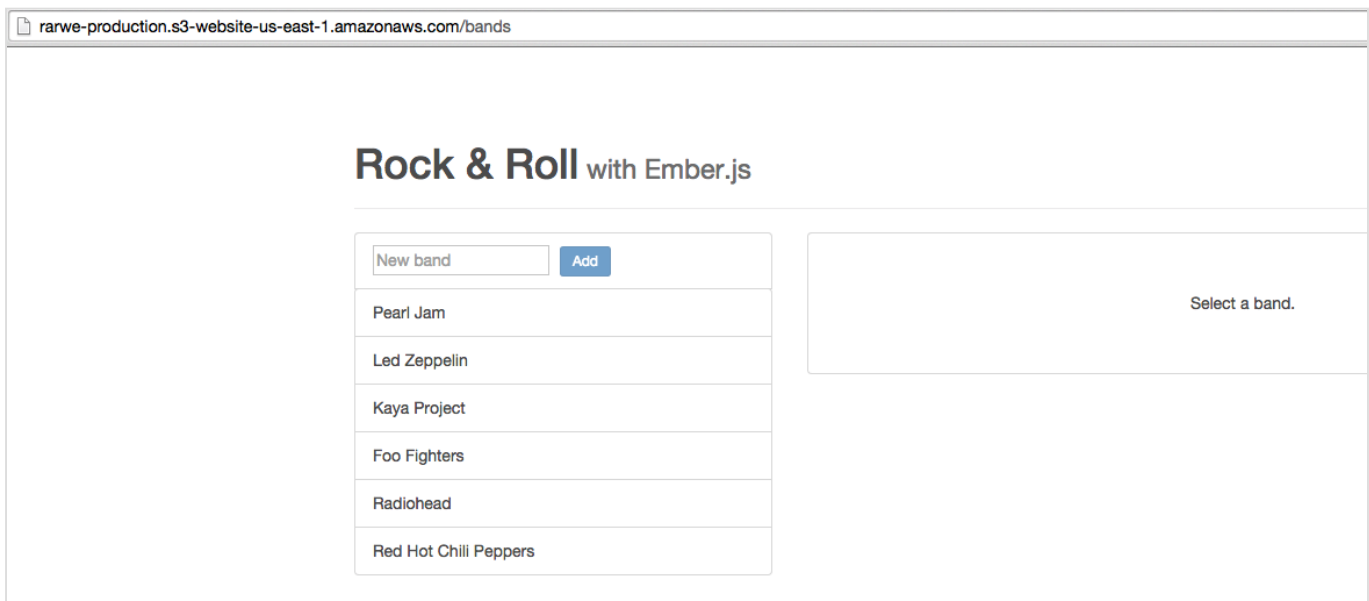 rarwe-production.s3-website-us-east-1.amazonaws.com/bands
Rock & Roll with Ember.js
New band Add
Select a band.
Pearl Jam
Led Zeppelin
Kaya Project
Foo Fighters
Radiohead
Red Hot Chili Peppers